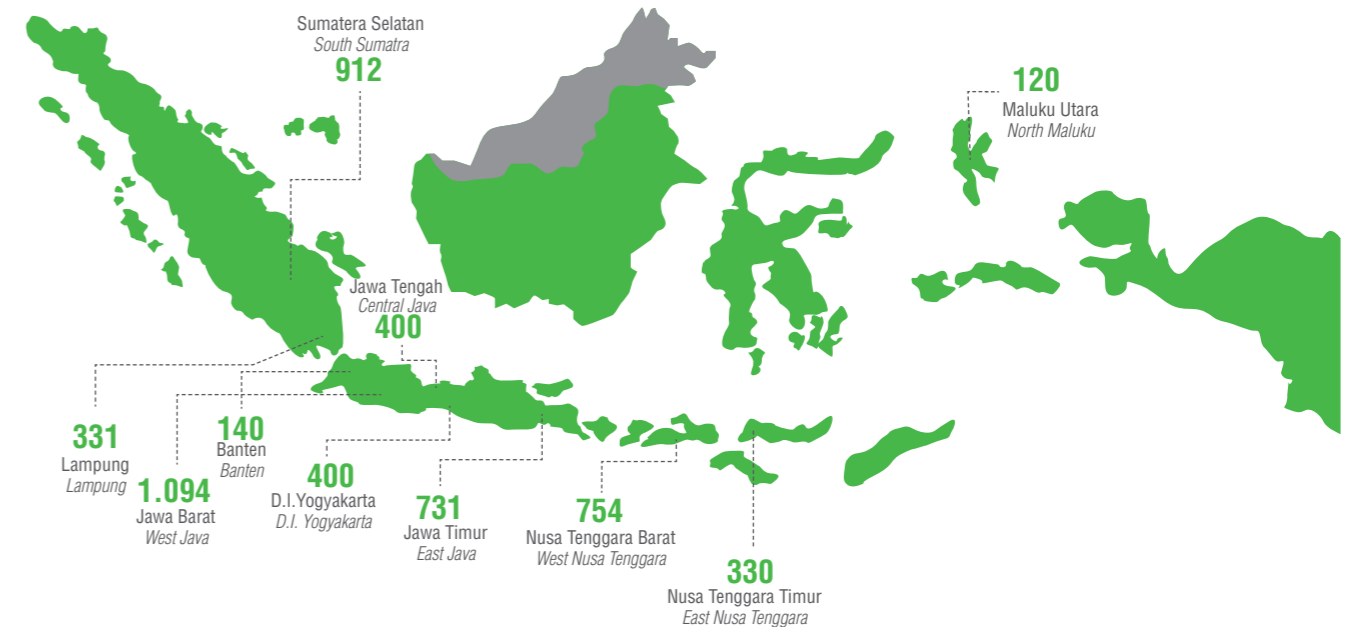 Sumatera Selatan
South Sumatra
912
120
Maluku Utara
North Maluku
Jawa Tengah
Central Java
400
331
Lampung
Lampung
1.094
Jawa Barat
West Java
140
Banten
Banten
400
D.I.Yogyakarta
D.I. Yogyakarta
731
Jawa Timur
East Java
754
Nusa Tenggara Barat
West Nusa Tenggara
330
Nusa Tenggara Timur
East Nusa Tenggara